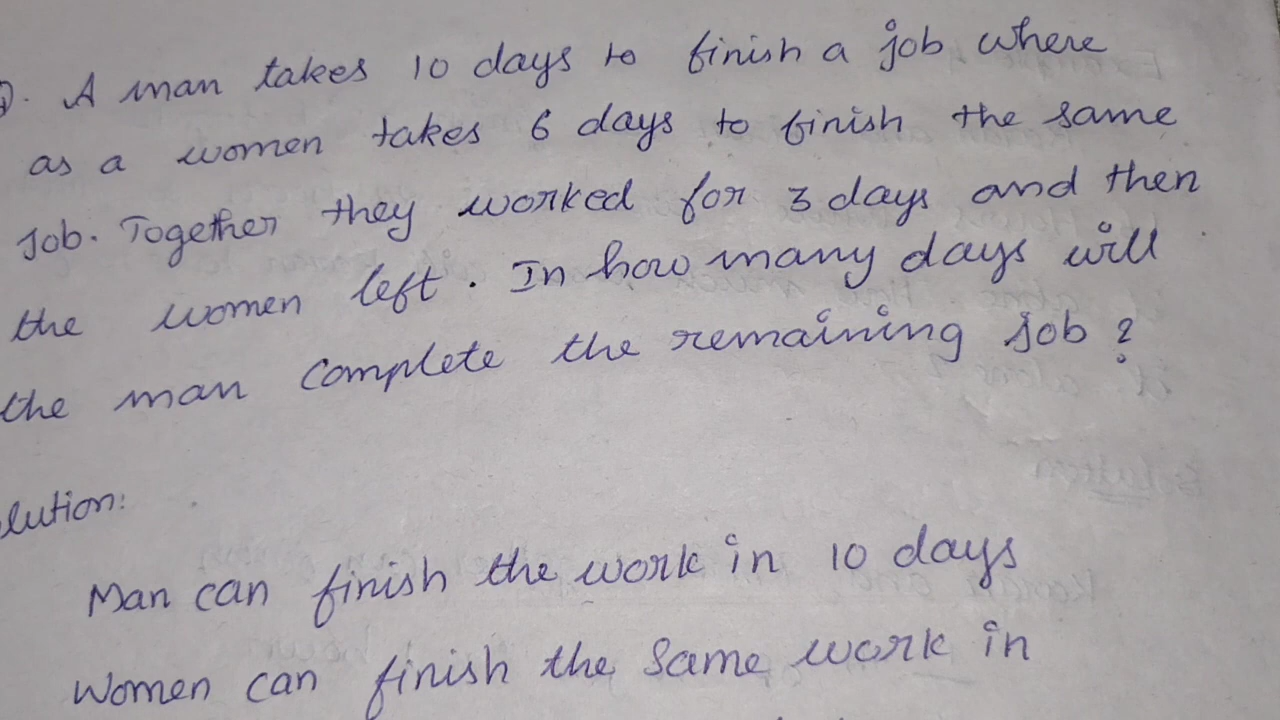 A man takes 10 days to finish a job where
as a women takes 6 days to finish the same
job. Together they worked for 3 days and then
the women left. In how many days will
the man complete the remaining job?
lution:
Man can finish the work in 10 days
Women can finish the same work in